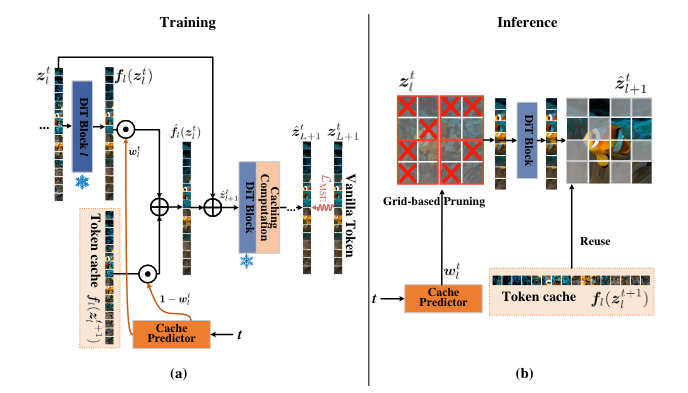 Training
Inference
$z_l^t$
$f_l(z_l^t)$
...
DiT Block $l$
$w_l^t$
$\hat{f}_l(z_l^t)$
$\hat{z}_{l+1}^t$
DiT Block
Caching
Computation
...
$\hat{z}_{L+1}^t$
$z_{L+1}^t$
$\mathcal{L}_{MSE}$
Vanilla Token
Token cache
$f_l(z_l^{t+1})$
$1 - w_l^t$
Cache
Predictor
$t$
(a)
$z_l^t$
$\hat{z}_{l+1}^t$
DiT
Block
Grid-based Pruning
Reuse
$w_l^t$
$t$
Cache
Predictor
Token cache $f_l(z_l^{t+1})$
(b)